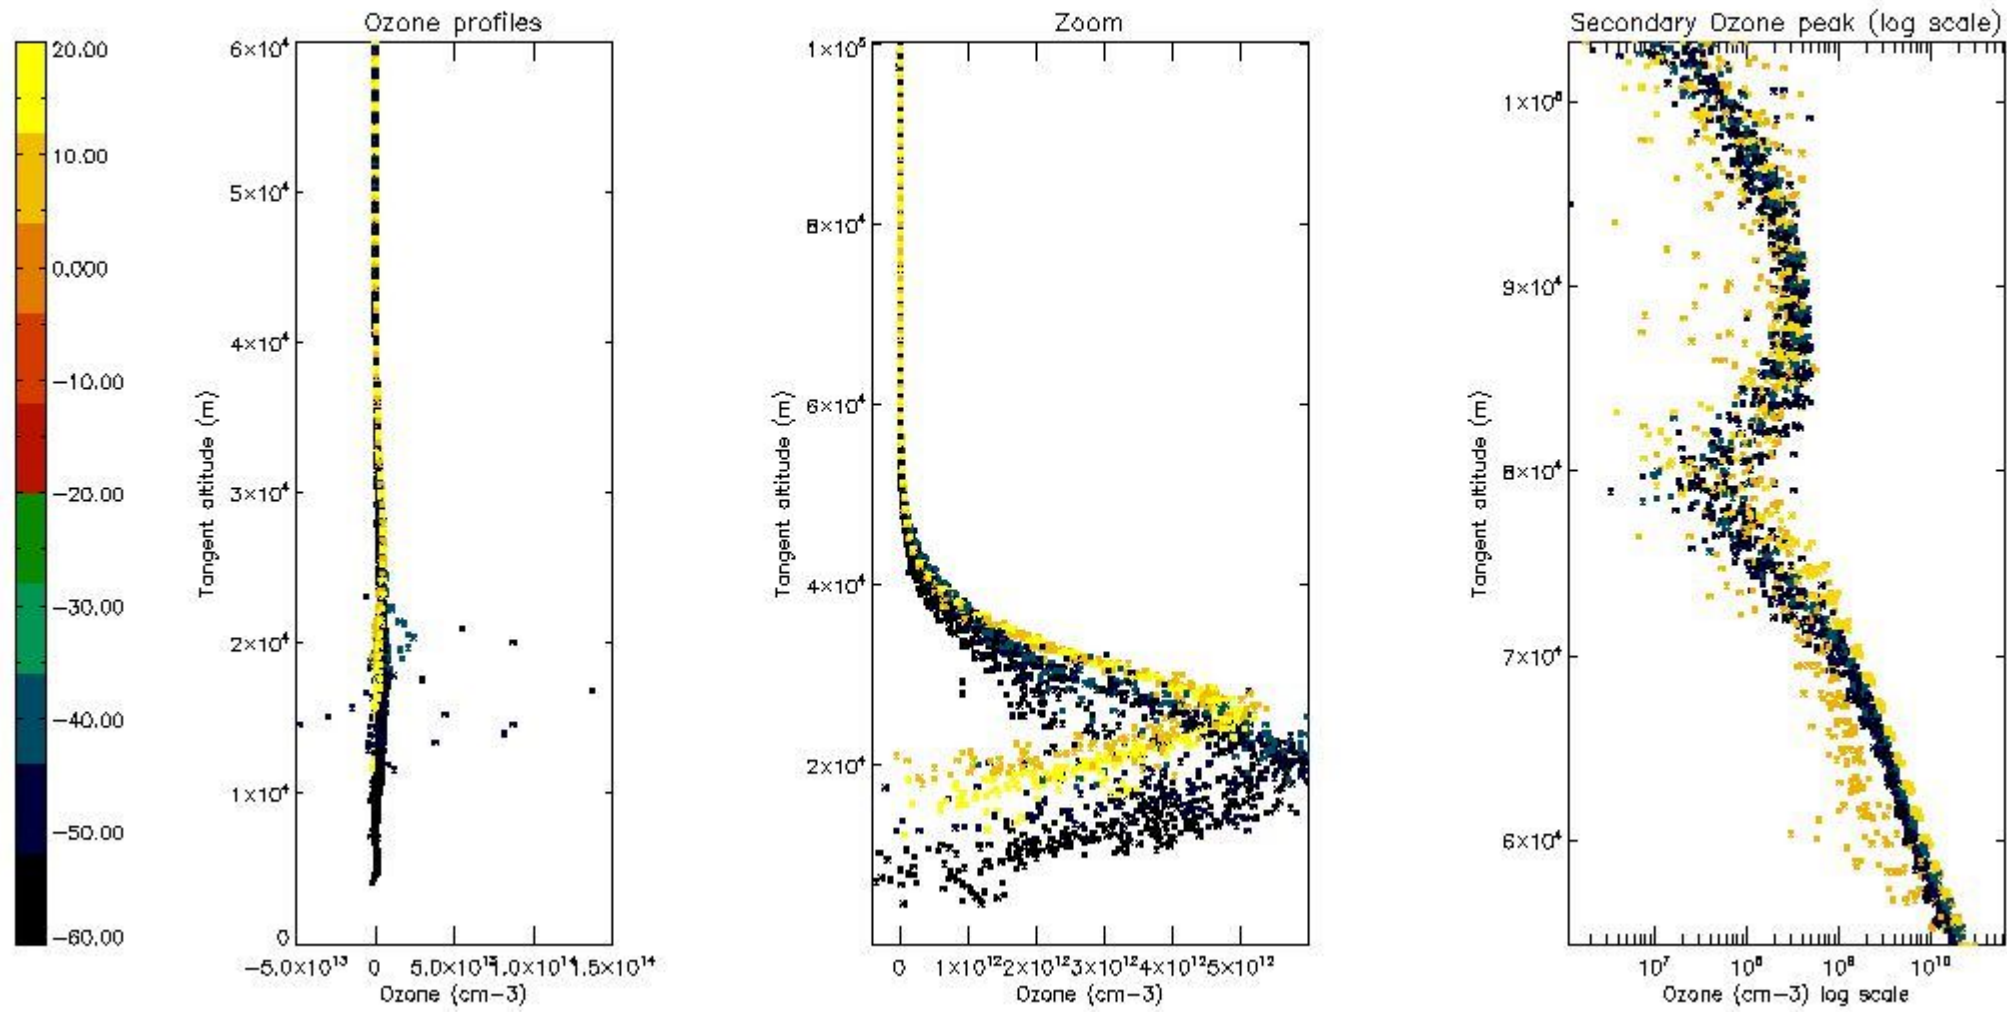 Ozone profiles
Zoom
Secondary Ozone peak (log scale)
20.00
10.00
0.000
−10.00
−20.00
−30.00
−40.00
−50.00
−60.00
Tangent altitude (m)
6×10⁴
5×10⁴
4×10⁴
3×10⁴
2×10⁴
1×10⁴
0
−5.0×10¹³ 0 5.0×10¹³ 1.0×10¹⁴ 1.5×10¹⁴
Ozone (cm−3)
Tangent altitude (m)
1×10⁵
8×10⁴
6×10⁴
4×10⁴
2×10⁴
0 1×10¹² 2×10¹² 3×10¹² 4×10¹² 5×10¹²
Ozone (cm−3)
Tangent altitude (m)
1×10⁵
9×10⁴
8×10⁴
7×10⁴
6×10⁴
10⁷ 10⁸ 10⁹ 10¹⁰
Ozone (cm−3) log scale